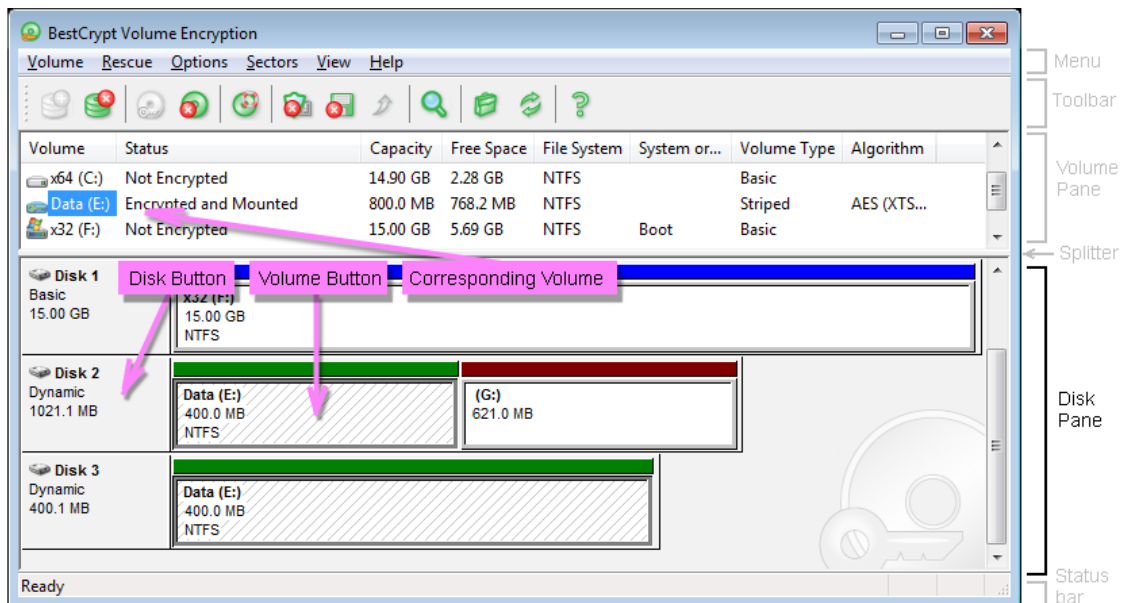 BestCrypt Volume Encryption
Volume Rescue Options Sectors View Help
Menu
Toolbar
Volume Status Capacity Free Space File System System or... Volume Type Algorithm
x64 (C:) Not Encrypted 14.90 GB 2.28 GB NTFS Basic
Data (E:) Encrypted and Mounted 800.0 MB 768.2 MB NTFS Striped AES (XTS...
x32 (F:) Not Encrypted 15.00 GB 5.69 GB NTFS Boot Basic
Volume
Pane
Splitter
Disk Button Volume Button Corresponding Volume
Disk 1
Basic
15.00 GB
x32 (F:)
15.00 GB
NTFS
Disk 2
Dynamic
1021.1 MB
Data (E:)
400.0 MB
NTFS
(G:)
621.0 MB
Disk
Pane
Disk 3
Dynamic
400.1 MB
Data (E:)
400.0 MB
NTFS
Ready
Status
bar